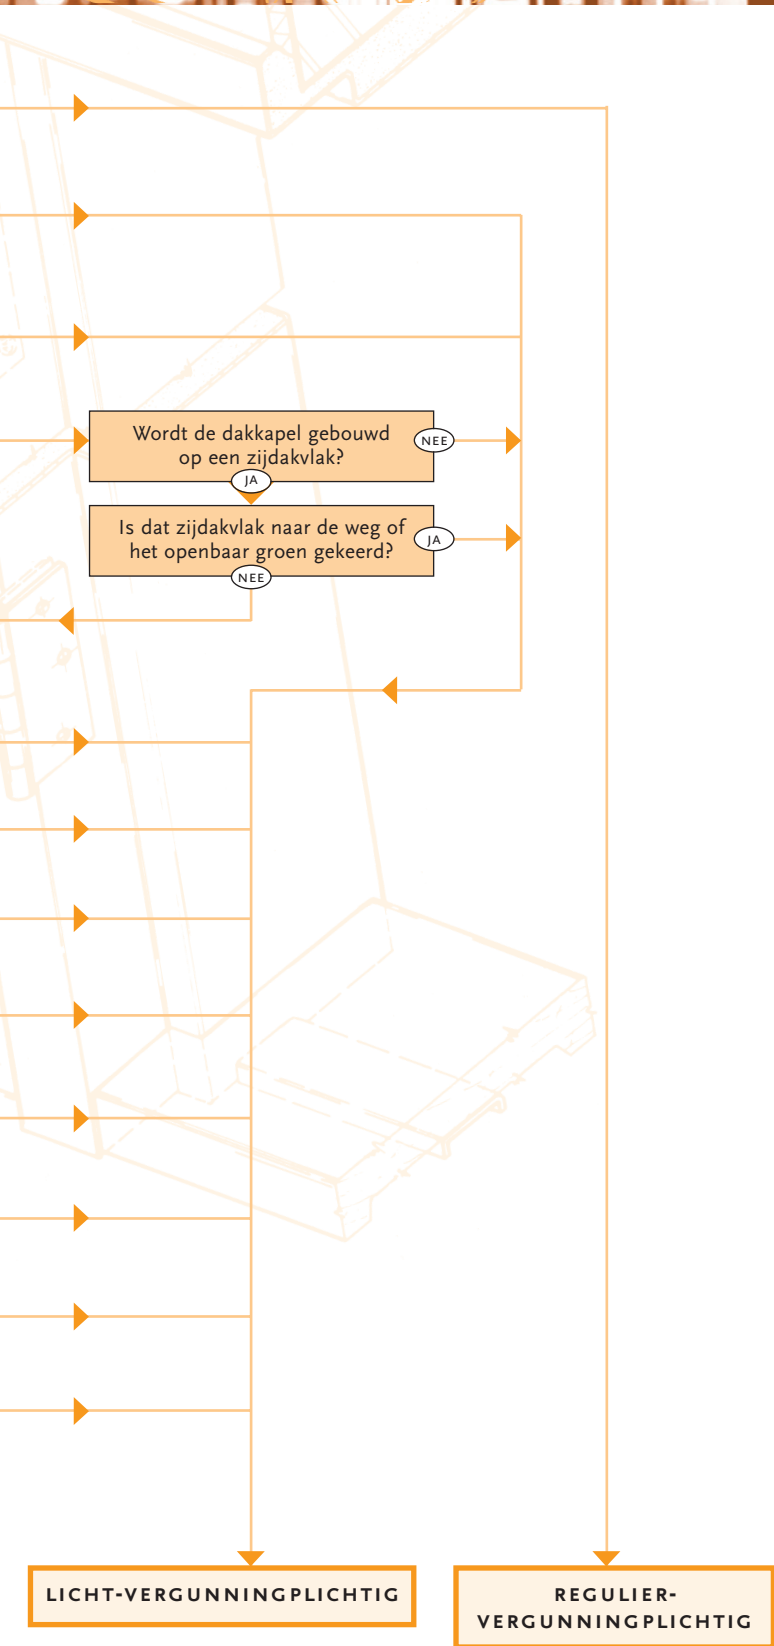 Wordt de dakkapel gebouwd
op een zijdakvlak?
NEE
JA
Is dat zijdakvlak naar de weg of
het openbaar groen gekeerd?
JA
NEE
LICHT-VERGUNNINGPLICHTIG
REGULIER-
VERGUNNINGPLICHTIG